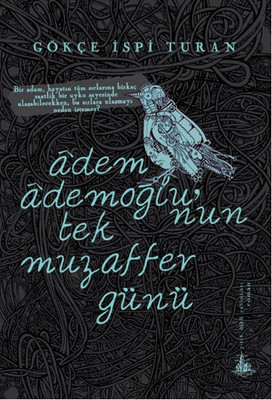 GÖKÇE İSPİ TURAN
Bir adam, hayatın tüm sırlarına birkaç
saatlik bir uyku sayesinde
ulaşabilecekken, bu sırlara ulaşmayı
neden istemez?
âdem
âdemoğlu'nun
tek
muzaffer
günü
roman